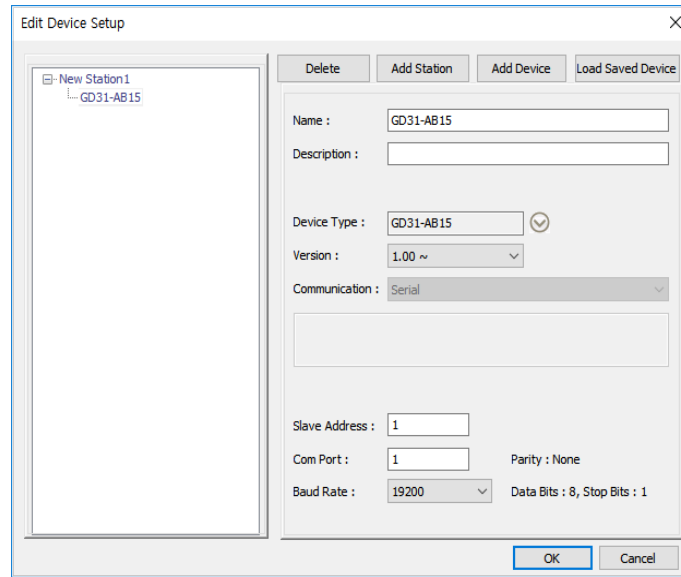 Edit Device Setup
New Station1
GD31-AB15
Delete
Add Station
Add Device
Load Saved Device
Name :
GD31-AB15
Description :
Device Type :
GD31-AB15
Version :
1.00 ~
Communication :
Serial
Slave Address :
1
Com Port :
1
Parity : None
Baud Rate :
19200
Data Bits : 8, Stop Bits : 1
OK
Cancel